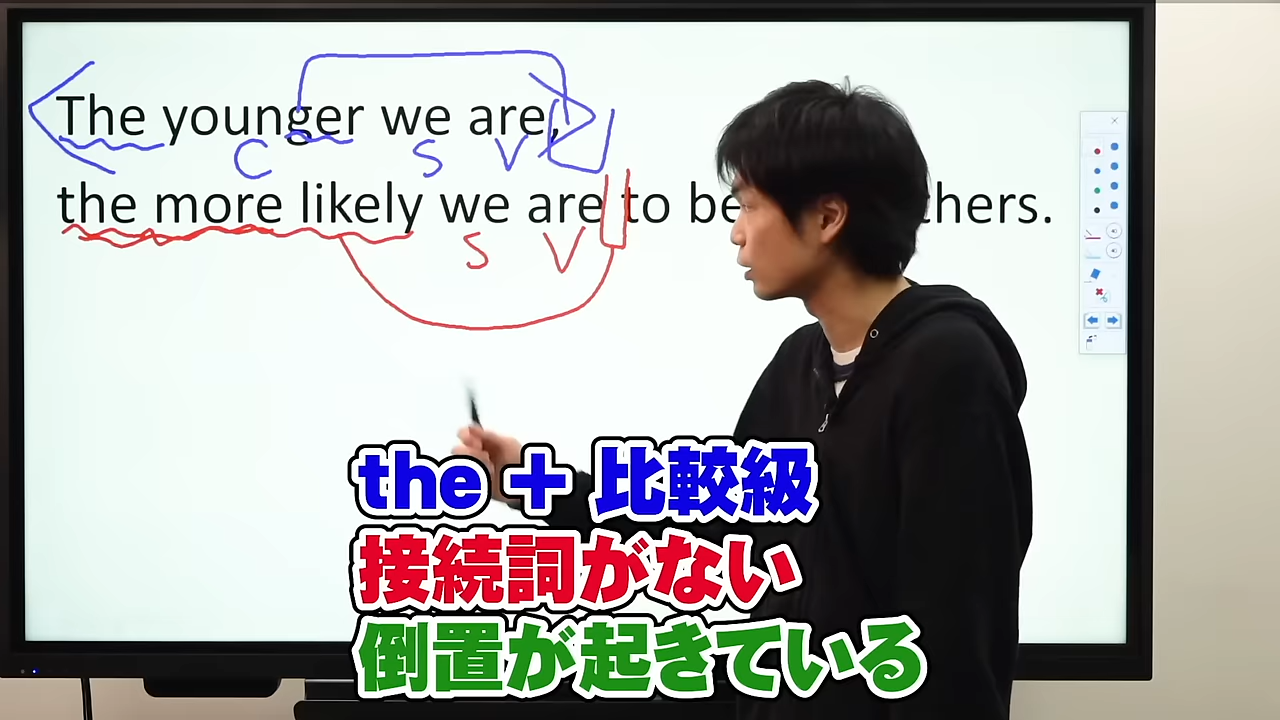 The younger we are,
C S V
the more likely we are to be hers.
S V
the + 比較級
接続詞がない
倒置が起きている